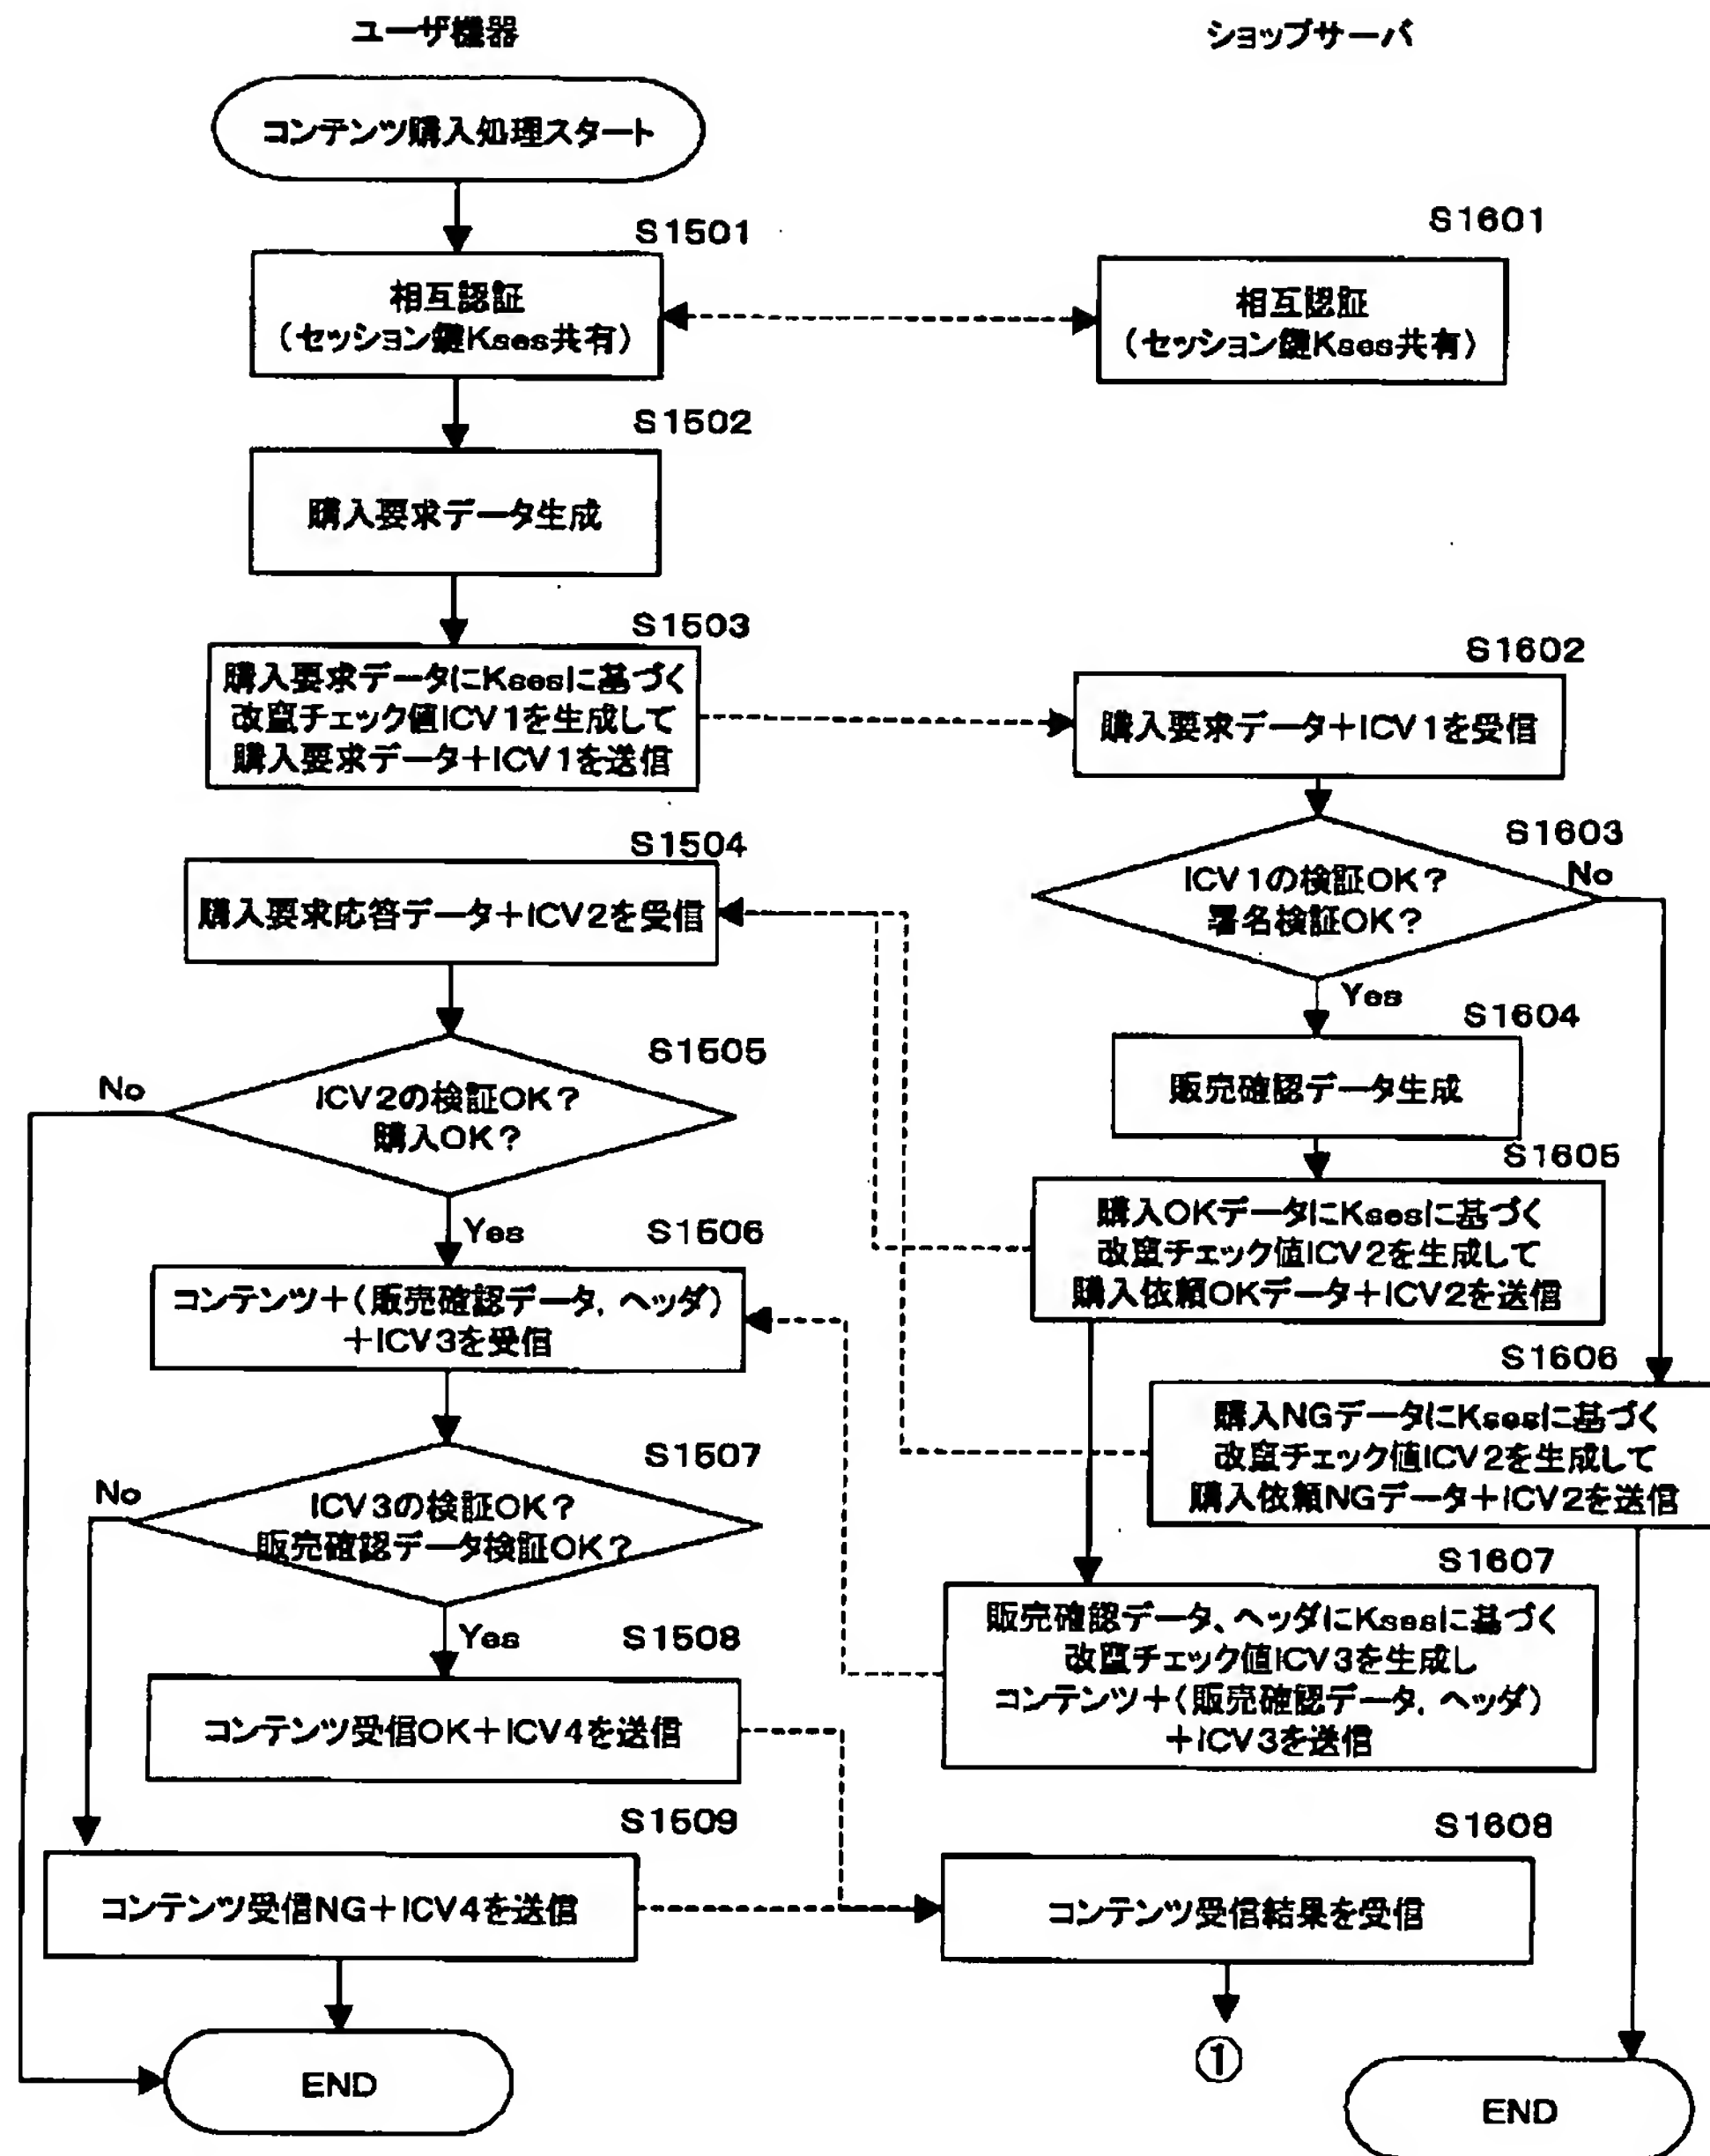 ユーザ機器
ショップサーバ
コンテンツ購入処理スタート
S1501
相互認証
(セッション鍵Kses共有)
S1601
相互認証
(セッション鍵Kses共有)
S1502
購入要求データ生成
S1503
購入要求データにKsesに基づく
改竄チェック値ICV1を生成して
購入要求データ+ICV1を送信
S1602
購入要求データ+ICV1を受信
S1603
ICV1の検証OK?
署名検証OK?
No
Yes
S1504
購入要求応答データ+ICV2を受信
S1604
販売確認データ生成
S1505
ICV2の検証OK?
購入OK?
No
Yes
S1605
購入OKデータにKsesに基づく
改竄チェック値ICV2を生成して
購入依頼OKデータ+ICV2を送信
S1506
コンテンツ+(販売確認データ, ヘッダ)
+ICV3を受信
S1606
購入NGデータにKsesに基づく
改竄チェック値ICV2を生成して
購入依頼NGデータ+ICV2を送信
S1507
ICV3の検証OK?
販売確認データ検証OK?
No
Yes
S1607
販売確認データ、ヘッダにKsesに基づく
改竄チェック値ICV3を生成し
コンテンツ+(販売確認データ, ヘッダ)
+ICV3を送信
S1508
コンテンツ受信OK+ICV4を送信
S1509
コンテンツ受信NG+ICV4を送信
S1608
コンテンツ受信結果を受信
①
END
END